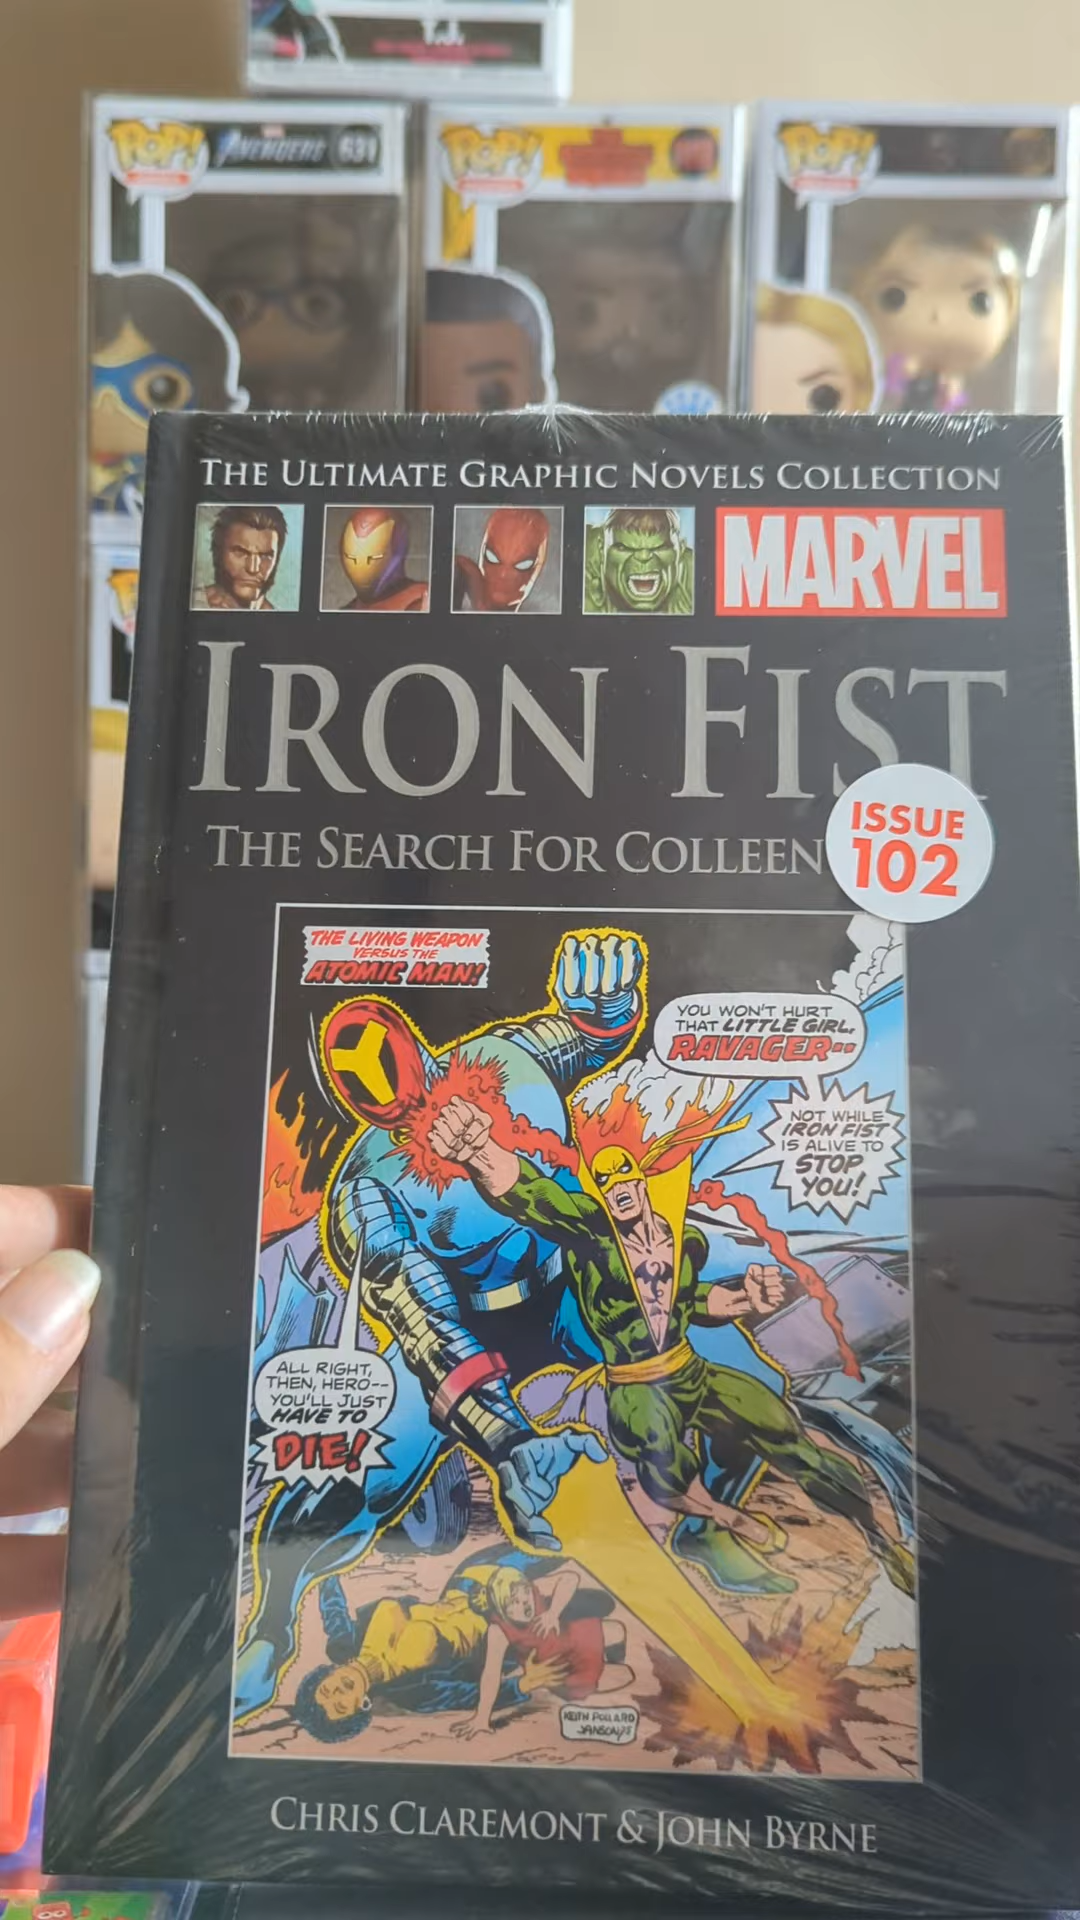 POP!
AVENGERS
631
POP!
POP!
THE ULTIMATE GRAPHIC NOVELS COLLECTION
MARVEL
IRON FIST
THE SEARCH FOR COLLEEN
ISSUE
102
THE LIVING WEAPON
VERSUS THE
ATOMIC MAN!
YOU WON'T HURT
THAT LITTLE GIRL,
RAVAGER--
NOT WHILE
IRON FIST
IS ALIVE TO
STOP
YOU!
ALL RIGHT,
THEN, HERO--
YOU'LL JUST
HAVE TO
DIE!
KEITH POLLARD
JANSON/75
CHRIS CLAREMONT & JOHN BYRNE